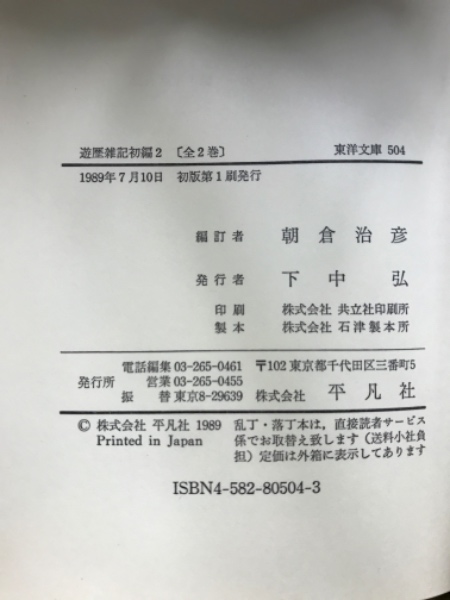 遊歴雑記初編2〔全2巻〕 東洋文庫 504
1989年7月10日 初版第1刷発行
編訂者 朝倉治彦
発行者 下中弘
印刷 株式会社 共立社印刷所
製本 株式会社 石津製本所
電話編集 03-265-0461 〒102 東京都千代田区三番町5
発行所 営業 03-265-0455
振替 東京8-29639 株式会社 平凡社
© 株式会社 平凡社 1989 乱丁・落丁本は,直接読者サービス
Printed in Japan 係でお取替え致します(送料小社負
担)定価は外箱に表示してあります
ISBN4-582-80504-3